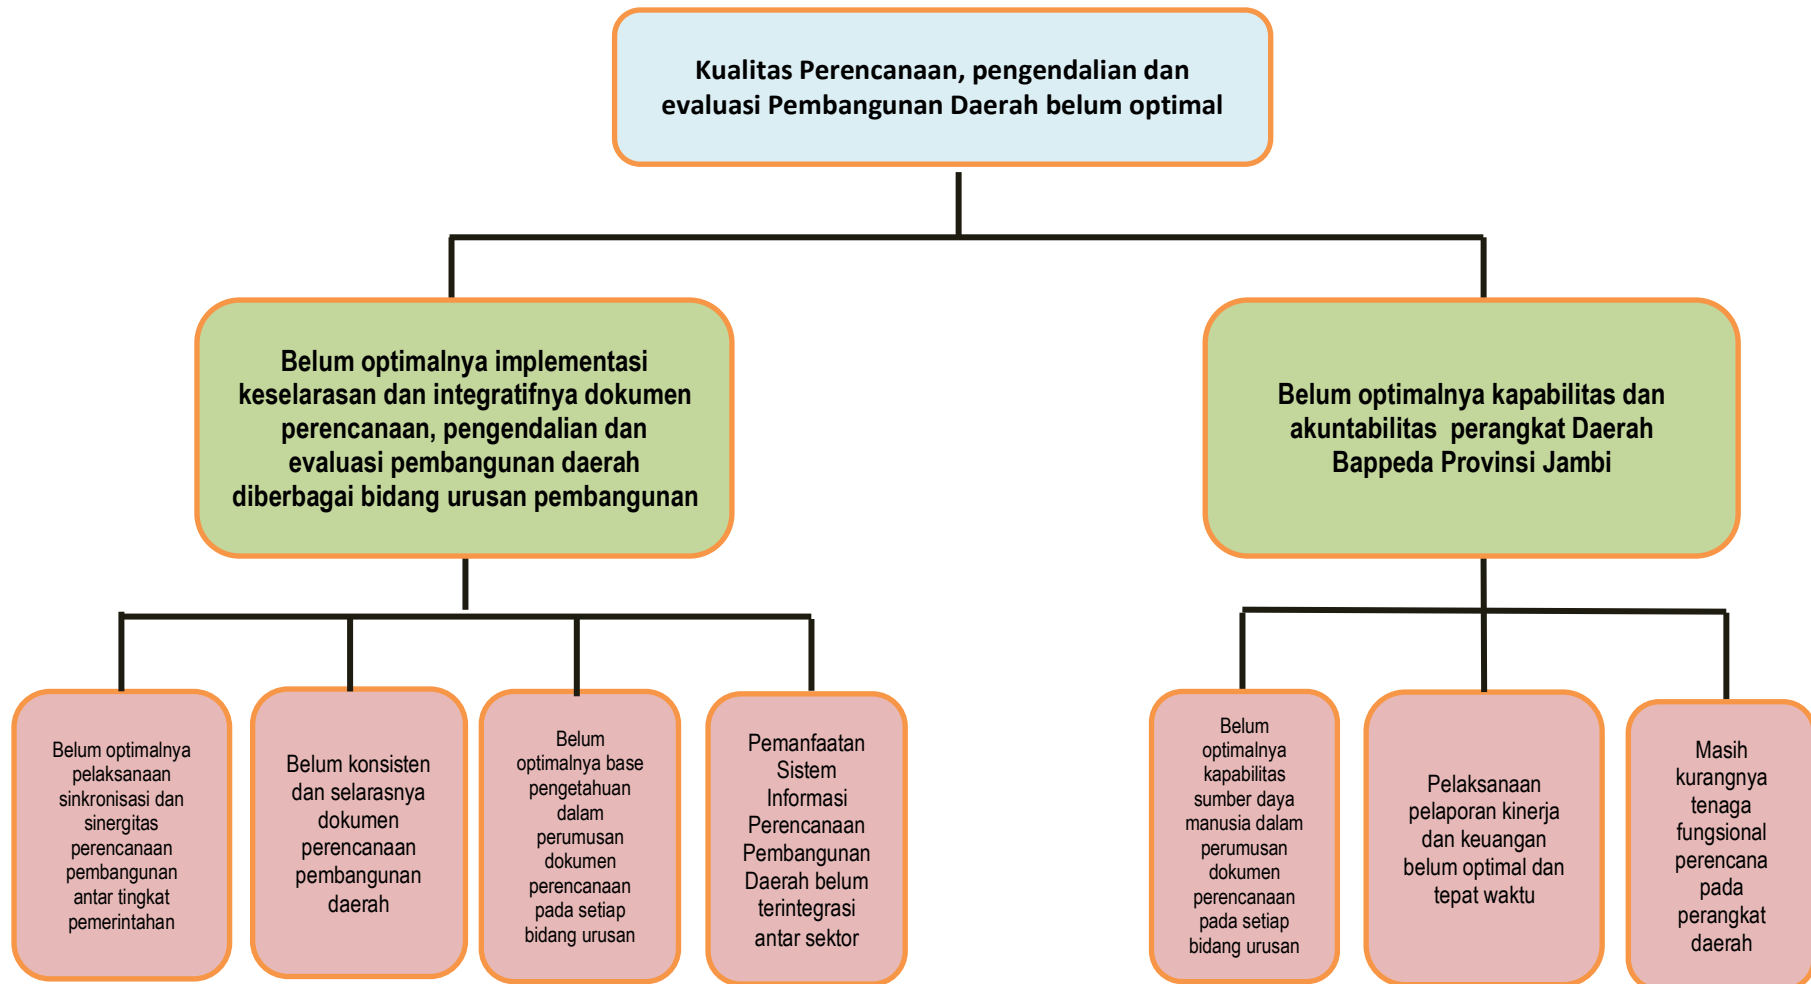 Kualitas Perencanaan, pengendalian dan
evaluasi Pembangunan Daerah belum optimal
Belum optimalnya implementasi
keselarasan dan integratifnya dokumen
perencanaan, pengendalian dan
evaluasi pembangunan daerah
diberbagai bidang urusan pembangunan
Belum optimalnya kapabilitas dan
akuntabilitas perangkat Daerah
Bappeda Provinsi Jambi
Belum optimalnya
pelaksanaan
sinkronisasi dan
sinergitas
perencanaan
pembangunan
antar tingkat
pemerintahan
Belum konsisten
dan selarasnya
dokumen
perencanaan
pembangunan
daerah
Belum
optimalnya base
pengetahuan
dalam
perumusan
dokumen
perencanaan
pada setiap
bidang urusan
Pemanfaatan
Sistem
Informasi
Perencanaan
Pembangunan
Daerah belum
terintegrasi
antar sektor
Belum
optimalnya
kapabilitas
sumber daya
manusia dalam
perumusan
dokumen
perencanaan
pada setiap
bidang urusan
Pelaksanaan
pelaporan kinerja
dan keuangan
belum optimal dan
tepat waktu
Masih
kurangnya
tenaga
fungsional
perencana
pada
perangkat
daerah